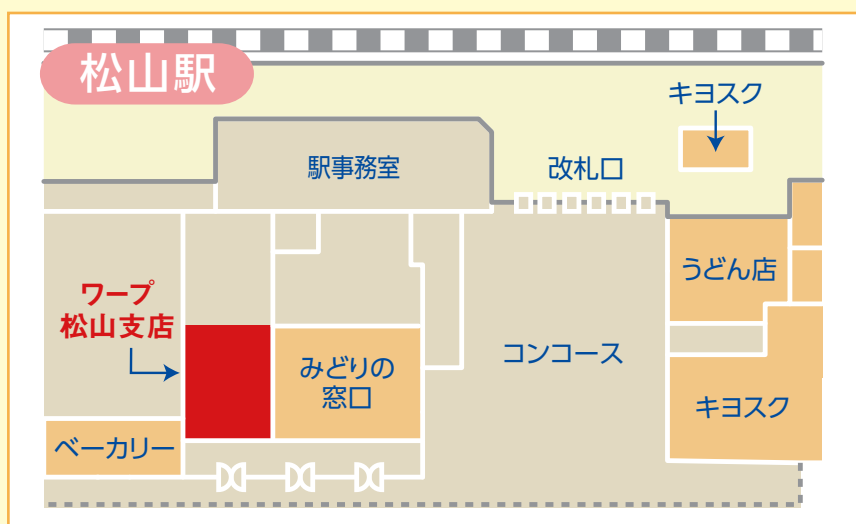 松山駅
キヨスク
駅事務室
改札口
うどん店
ワープ
松山支店
コンコース
みどりの
窓口
キヨスク
ベーカリー